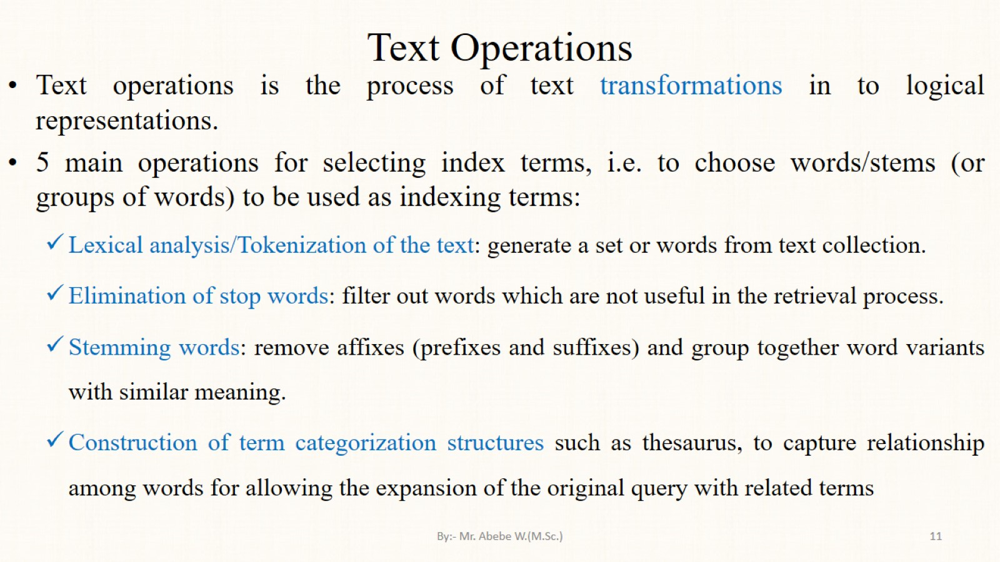 Text Operations
• Text operations is the process of text transformations in to logical
representations.
• 5 main operations for selecting index terms, i.e. to choose words/stems (or
groups of words) to be used as indexing terms:
✓ Lexical analysis/Tokenization of the text: generate a set or words from text collection.
✓ Elimination of stop words: filter out words which are not useful in the retrieval process.
✓ Stemming words: remove affixes (prefixes and suffixes) and group together word variants
with similar meaning.
✓ Construction of term categorization structures such as thesaurus, to capture relationship
among words for allowing the expansion of the original query with related terms
By:- Mr. Abebe W.(M.Sc.)
11